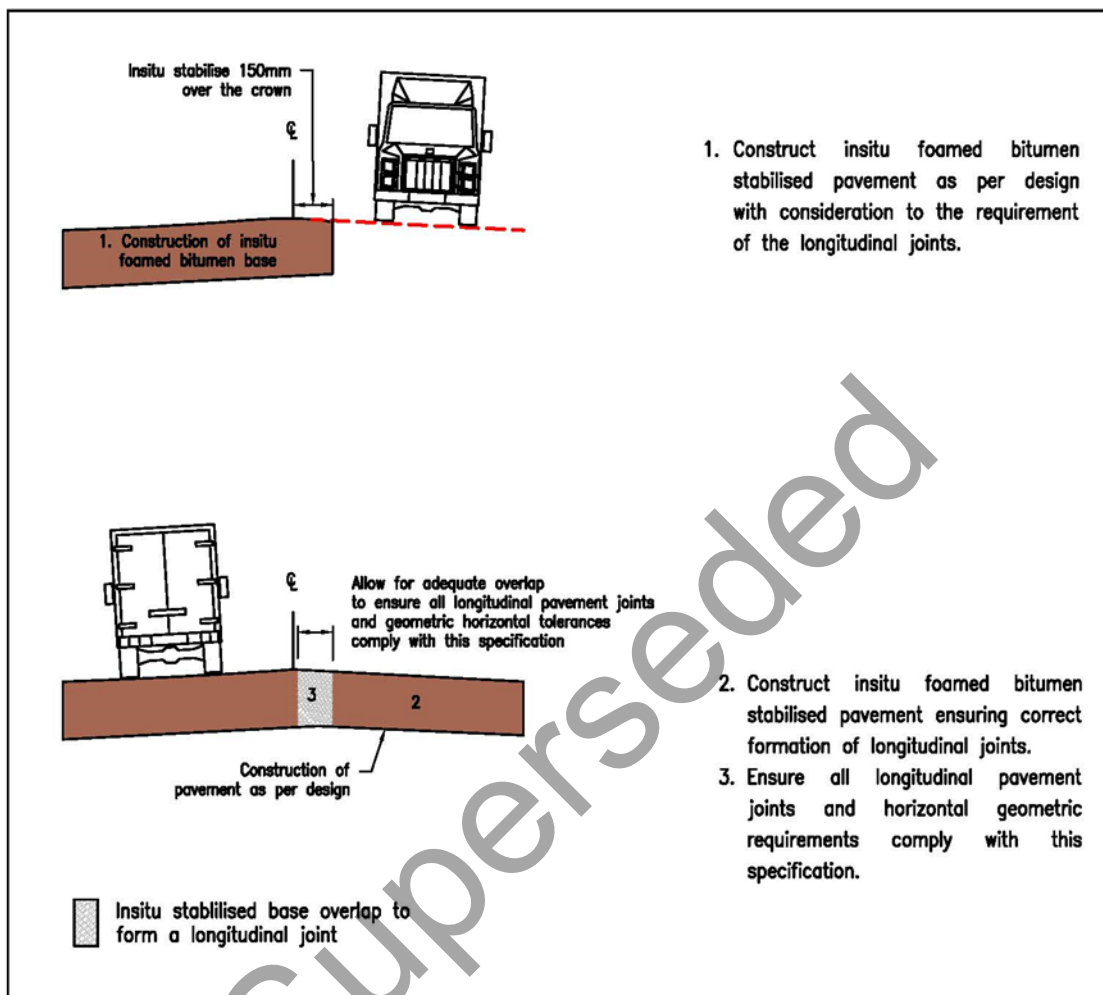 Insitu stabilise 150mm
over the crown
℄
1. Construction of insitu
foamed bitumen base
1. Construct insitu foamed bitumen
stabilised pavement as per design
with consideration to the requirement
of the longitudinal joints.
℄
Allow for adequate overlap
to ensure all longitudinal pavement joints
and geometric horizontal tolerances
comply with this specification
3
2
Construction of
pavement as per design
2. Construct insitu foamed bitumen
stabilised pavement ensuring correct
formation of longitudinal joints.
3. Ensure all longitudinal pavement
joints and horizontal geometric
requirements comply with this
specification.
Insitu stablilised base overlap to
form a longitudinal joint
Superseded